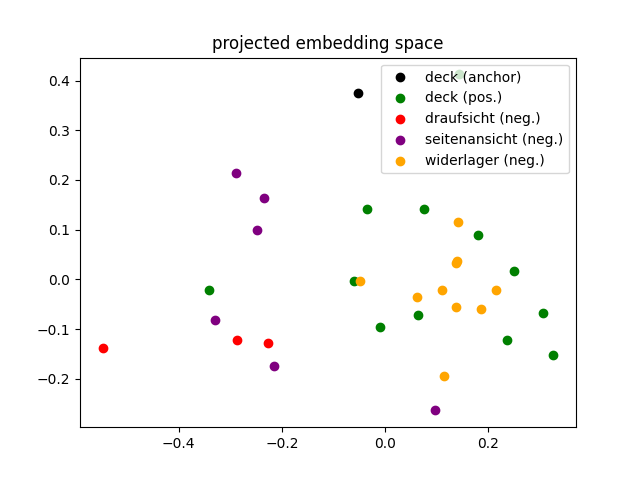 projected embedding space
deck (anchor)
deck (pos.)
draufsicht (neg.)
seitenansicht (neg.)
widerlager (neg.)
0.4
0.3
0.2
0.1
0.0
−0.1
−0.2
−0.4
−0.2
0.0
0.2